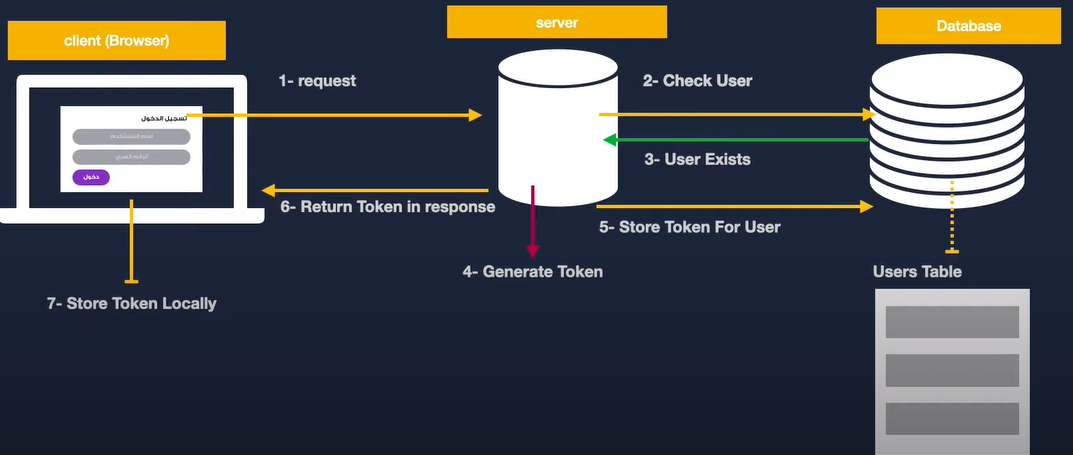 client (Browser)
server
Database
1- request
2- Check User
تسجيل الدخول
اسم المستخدم
الرقم السري
دخول
3- User Exists
6- Return Token in response
5- Store Token For User
4- Generate Token
Users Table
7- Store Token Locally